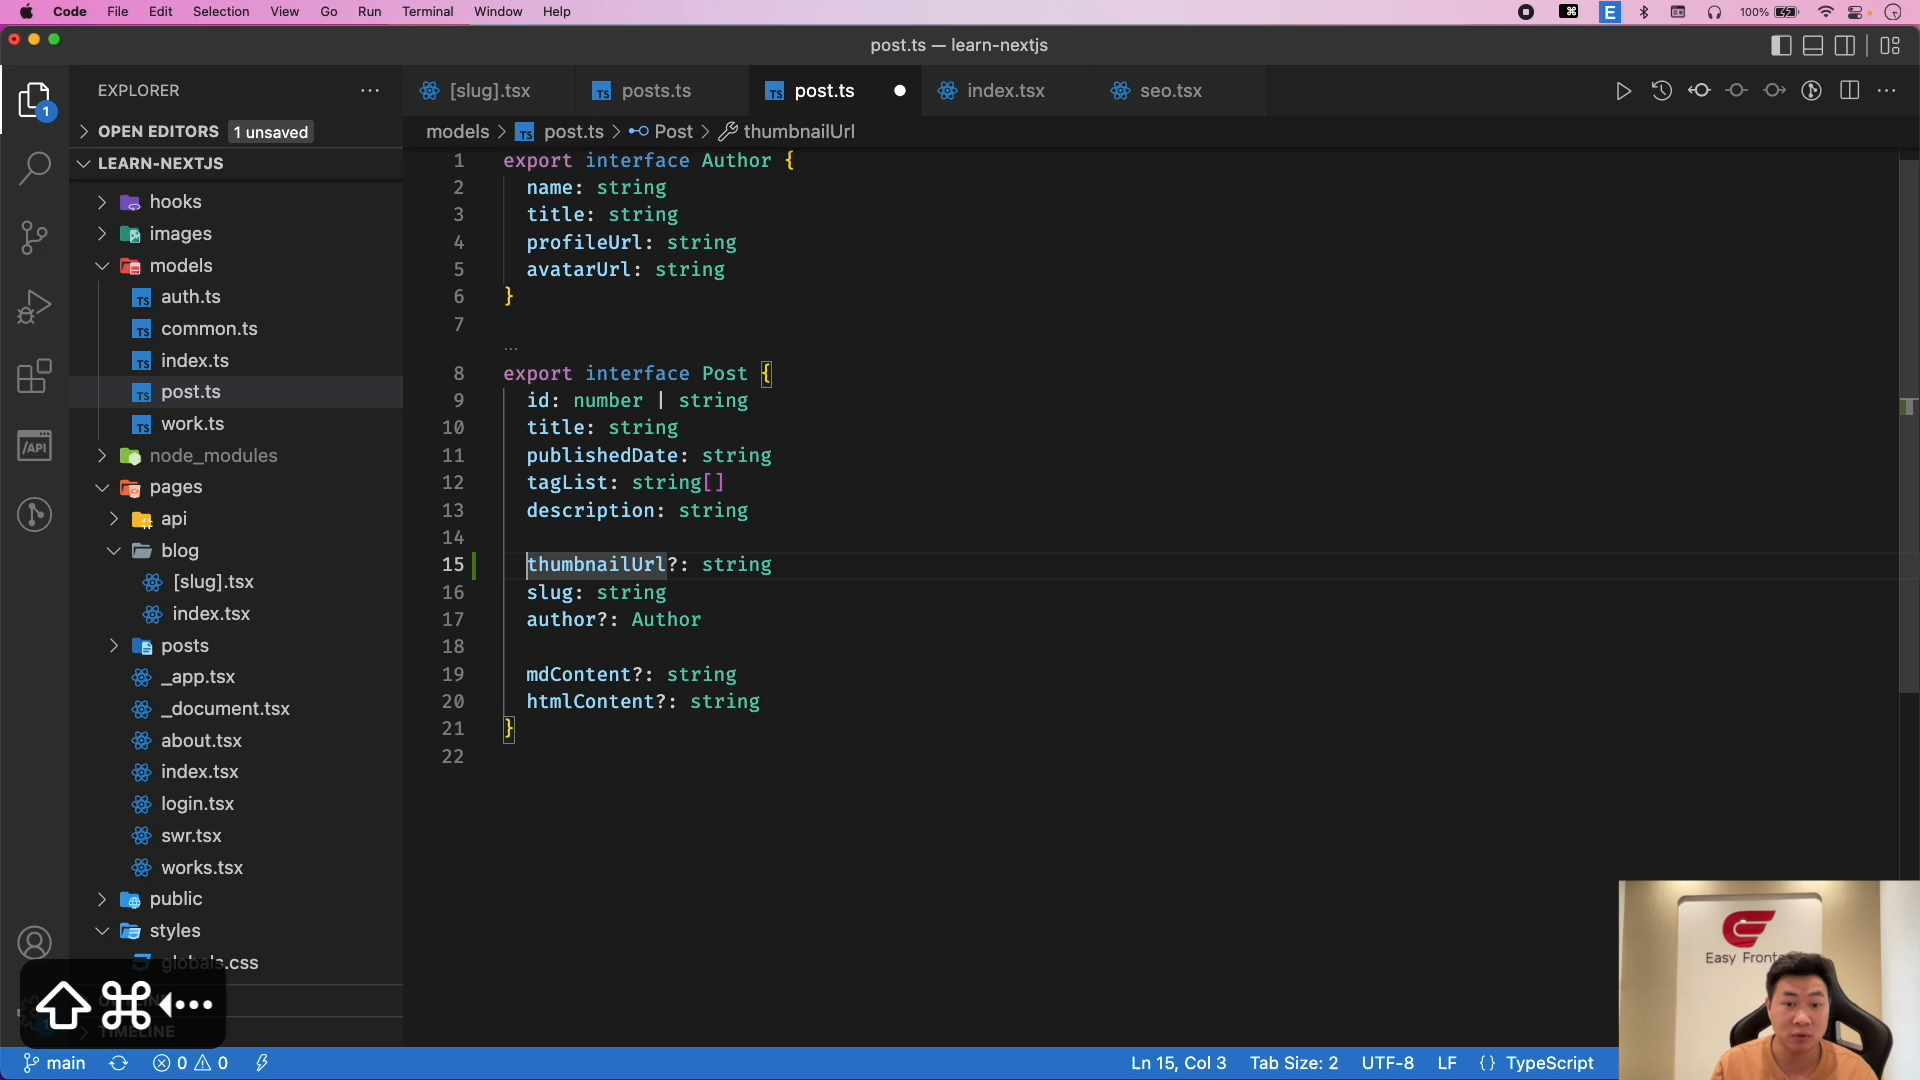 Code File Edit Selection View Go Run Terminal Window Help
E 100%
post.ts — learn-nextjs
EXPLORER
[slug].tsx
posts.ts
post.ts
index.tsx
seo.tsx
OPEN EDITORS 1 unsaved
models > post.ts > Post > thumbnailUrl
LEARN-NEXTJS
hooks
images
models
auth.ts
common.ts
index.ts
post.ts
work.ts
node_modules
pages
api
blog
[slug].tsx
index.tsx
posts
_app.tsx
_document.tsx
about.tsx
index.tsx
login.tsx
swr.tsx
works.tsx
public
styles
globals.css
TIMELINE
1 export interface Author {
2 name: string
3 title: string
4 profileUrl: string
5 avatarUrl: string
6 }
7
...
8 export interface Post {
9 id: number | string
10 title: string
11 publishedDate: string
12 tagList: string[]
13 description: string
14
15 thumbnailUrl?: string
16 slug: string
17 author?: Author
18
19 mdContent?: string
20 htmlContent?: string
21 }
22
Easy
main 0 0 Ln 15, Col 3 Tab Size: 2 UTF-8 LF {} TypeScript